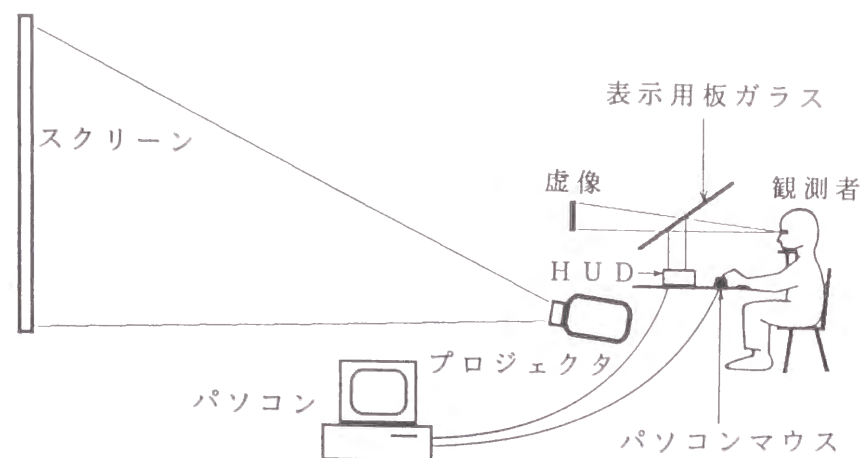 表示用板ガラス
スクリーン
虚像
観測者
HUD
プロジェクタ
パソコン
パソコンマウス